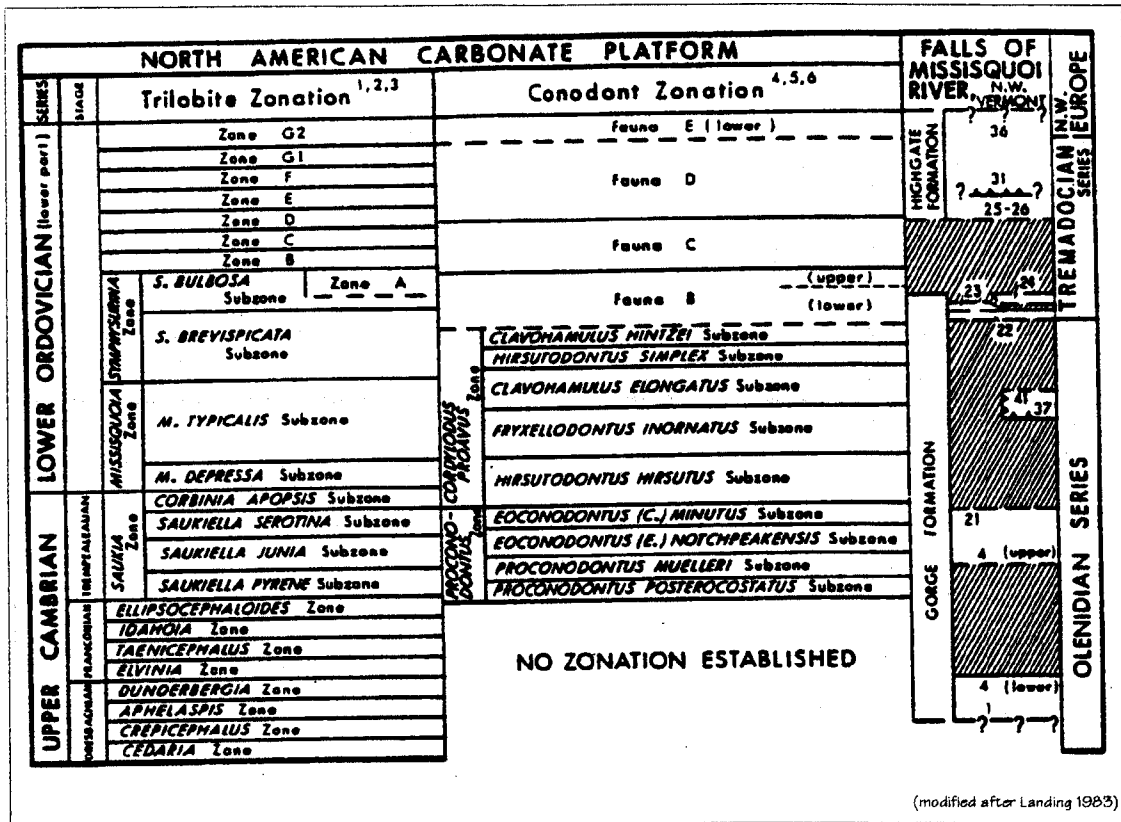 NORTH AMERICAN CARBONATE PLATFORM
FALLS OF
MISSISQUOI
RIVER, N.W.
VERMONT
N.W.
EUROPE
SERIES
STAGE
Trilobite Zonation 1,2,3
Conodont Zonation 4,5,6
LOWER ORDOVICIAN (lower part)
Zone G2
Zone G1
Zone F
Zone E
Zone D
Zone C
Zone B
SYMPHYSURINA
Zone
S. BULBOSA
Subzone
Zone A
S. BREVISPICATA
Subzone
MISSISQUOIA
Zone
M. TYPICALIS Subzone
M. DEPRESSA Subzone
UPPER CAMBRIAN
TREMPEALEAUAN
SAUKIA
Zone
CORBINIA APOPSIS Subzone
SAUKIELLA SEROTINA Subzone
SAUKIELLA JUNIA Subzone
SAUKIELLA PYRENE Subzone
FRANCONIAN
ELLIPSOCEPHALOIDES Zone
IDAHOIA Zone
TAENICEPHALUS Zone
ELVINIA Zone
DRESBACHIAN
DUNDERBERGIA Zone
APHELASPIS Zone
CREPICEPHALUS Zone
CEDARIA Zone
Fauna E (lower)
Fauna D
Fauna C
Fauna B
(upper)
(lower)
CORDYLODUS
PROAVUS
Zone
CLAVOHAMULUS HINTZEI Subzone
HIRSUTODONTUS SIMPLEX Subzone
CLAVOHAMULUS ELONGATUS Subzone
FRYXELLODONTUS INORNATUS Subzone
HIRSUTODONTUS HIRSUTUS Subzone
PROCONO-
DONTUS
Zone
EOCONODONTUS (C.) MINUTUS Subzone
EOCONODONTUS (E.) NOTCHPEAKENSIS Subzone
PROCONODONTUS MUELLERI Subzone
PROCONODONTUS POSTEROCOSTATUS Subzone
NO ZONATION ESTABLISHED
HIGHGATE
FORMATION
GORGE FORMATION
? ? ?
36
31
? ?
25-26
23 24
22
41
37
21
4 (upper)
4 (lower)
1
? ? ?
TREMADOCIAN
SERIES
OLENIDIAN SERIES
(modified after Landing 1983)